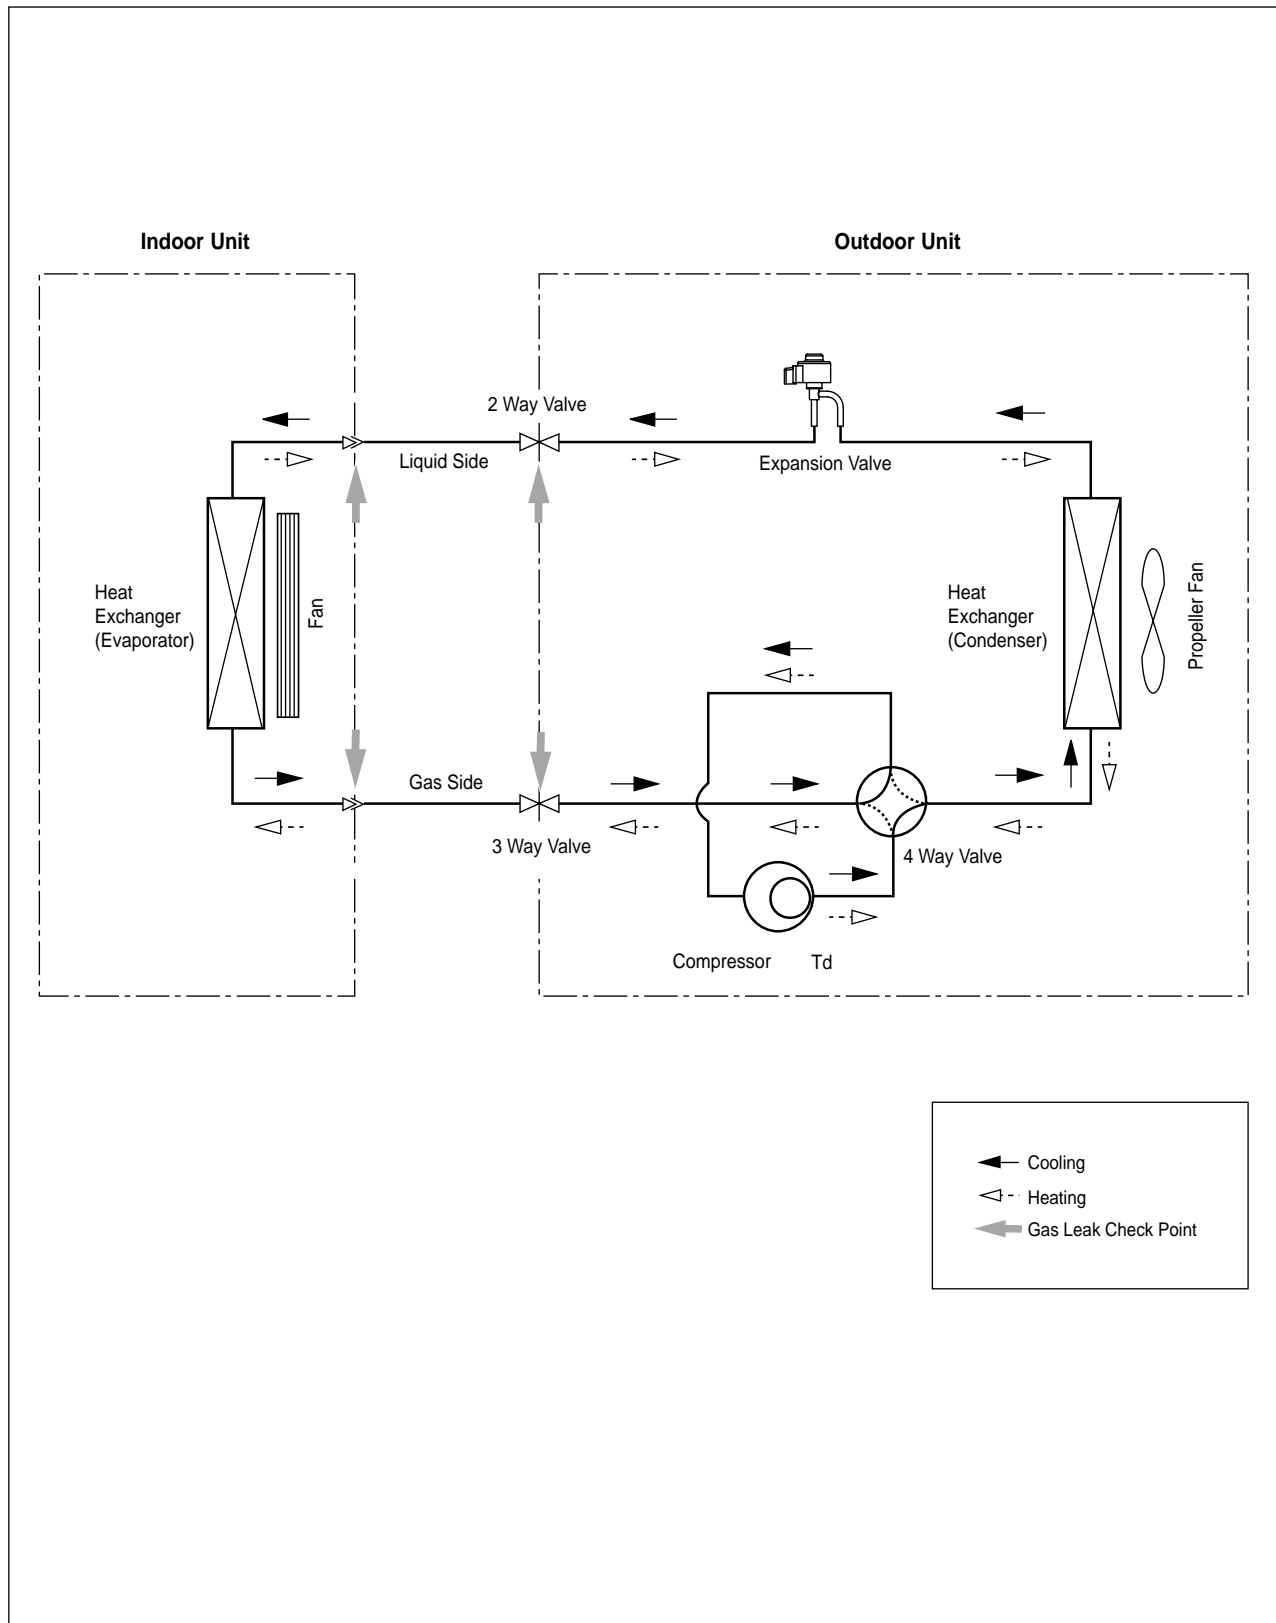 Indoor Unit
Outdoor Unit
2 Way Valve
Liquid Side
Expansion Valve
Heat
Exchanger
(Evaporator)
Fan
Heat
Exchanger
(Condenser)
Propeller Fan
Gas Side
3 Way Valve
4 Way Valve
Compressor
Td
Cooling
Heating
Gas Leak Check Point